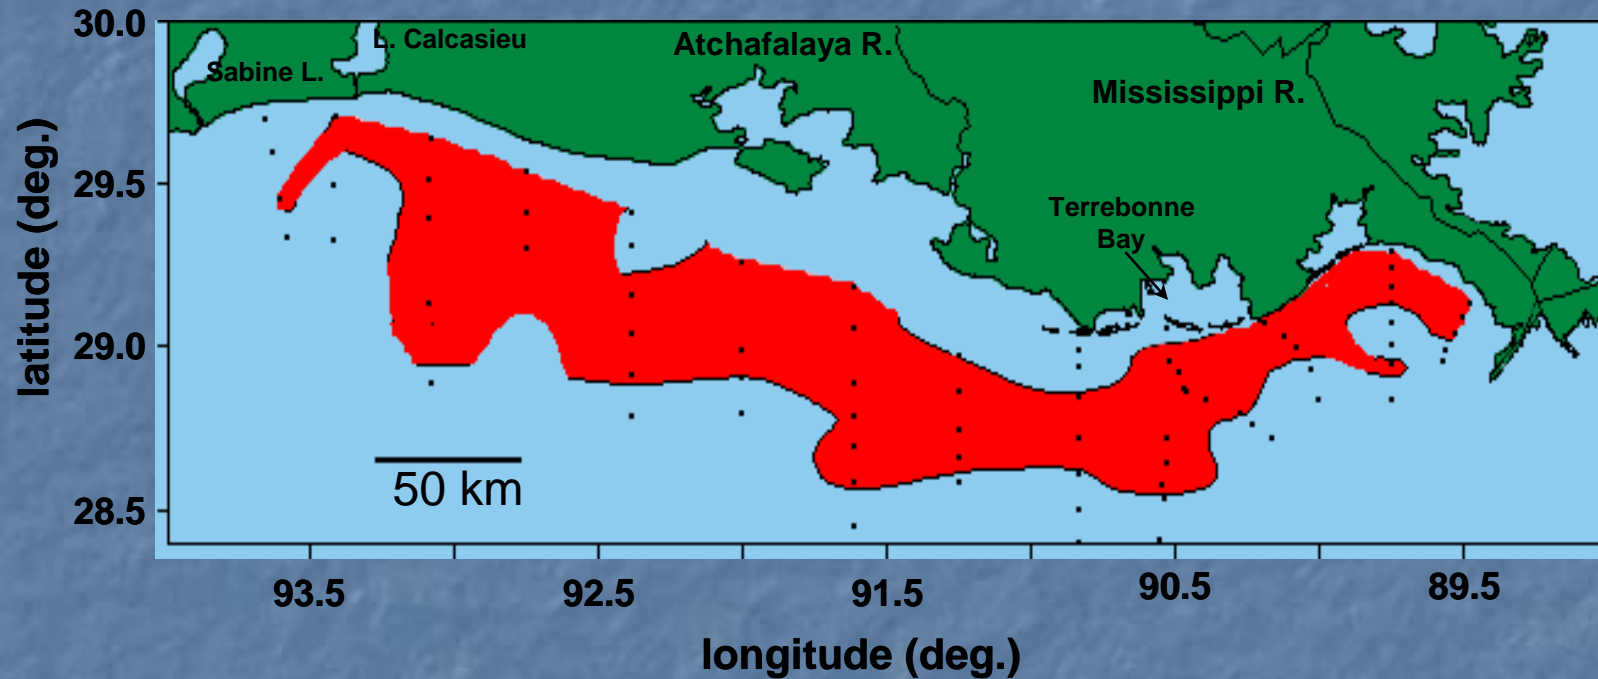 30.0
L. Calcasieu
Atchafalaya R.
Sabine L.
Mississippi R.
29.5
Terrebonne
Bay
latitude (deg.)
29.0
50 km
28.5
93.5
92.5
91.5
90.5
89.5
longitude (deg.)